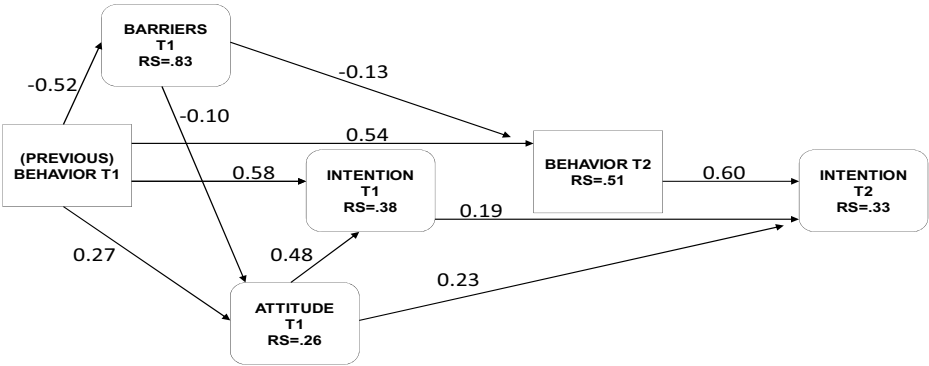 BARRIERS
T1
RS=.83
-0.52
-0.13
-0.10
(PREVIOUS)
BEHAVIOR T1
0.54
BEHAVIOR T2
RS=.51
0.58
INTENTION
T1
RS=.38
0.60
INTENTION
T2
RS=.33
0.19
0.27
0.48
0.23
ATTITUDE
T1
RS=.26